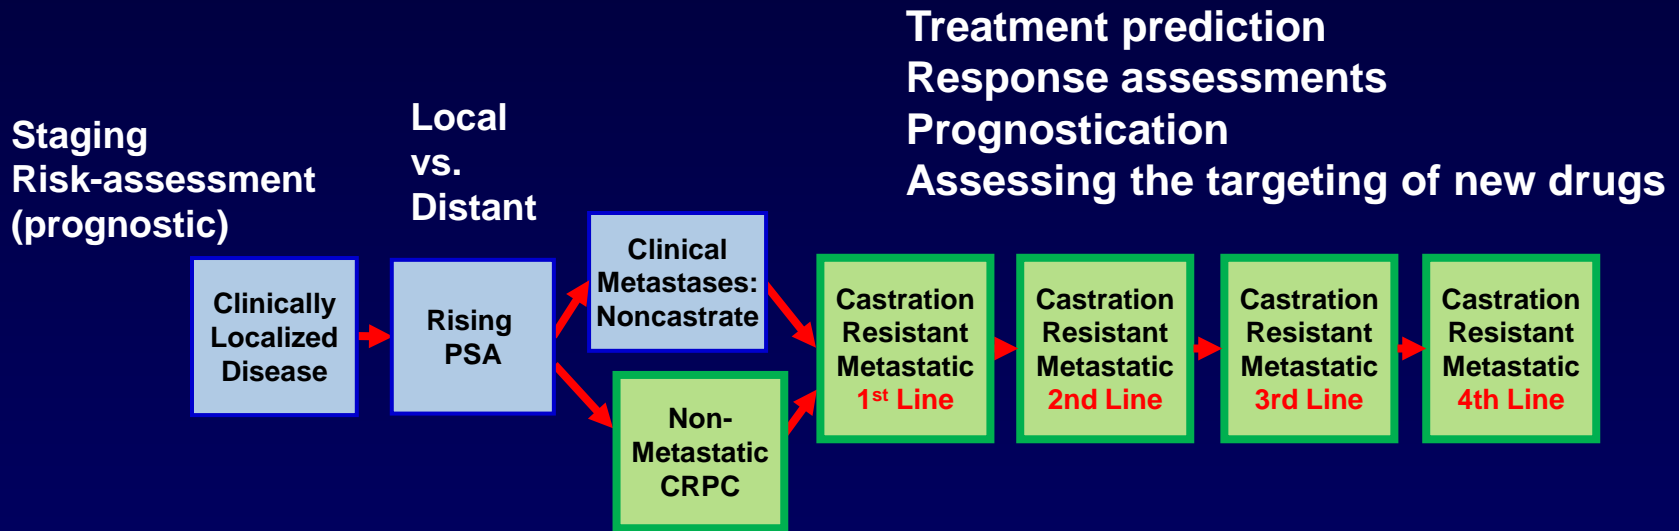 Staging
Risk-assessment
(prognostic)
Local
vs.
Distant
Treatment prediction
Response assessments
Prognostication
Assessing the targeting of new drugs
Clinically
Localized
Disease
Rising
PSA
Clinical
Metastases:
Noncastrate
Non-
Metastatic
CRPC
Castration
Resistant
Metastatic
1st Line
Castration
Resistant
Metastatic
2nd Line
Castration
Resistant
Metastatic
3rd Line
Castration
Resistant
Metastatic
4th Line